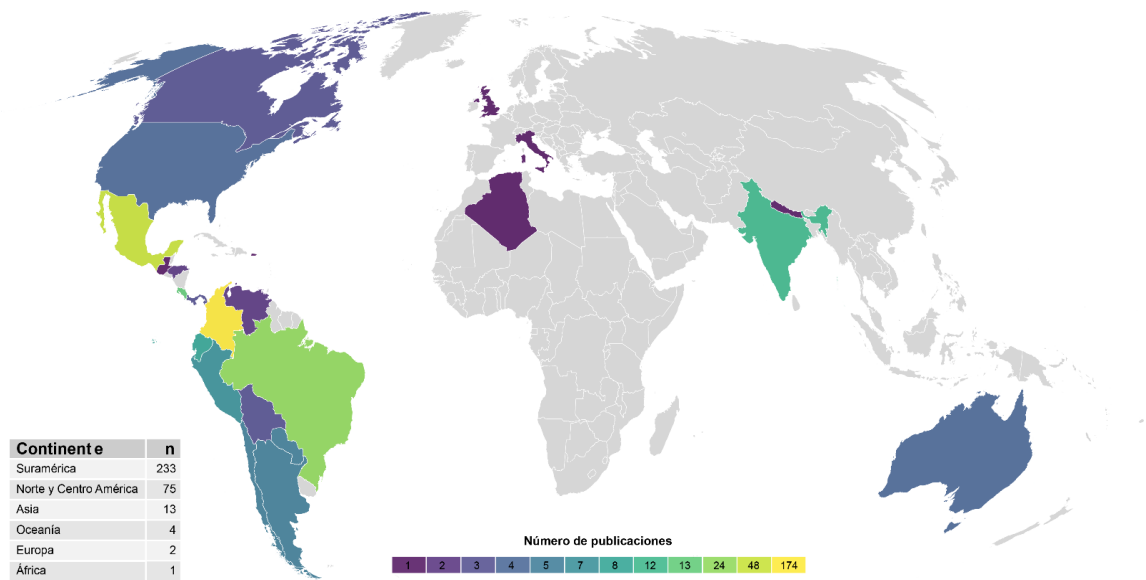 Continente n
Suramérica 233
Norte y Centro América 75
Asia 13
Oceanía 4
Europa 2
África 1
Número de publicaciones
1 2 3 4 5 7 8 12 13 24 48 174